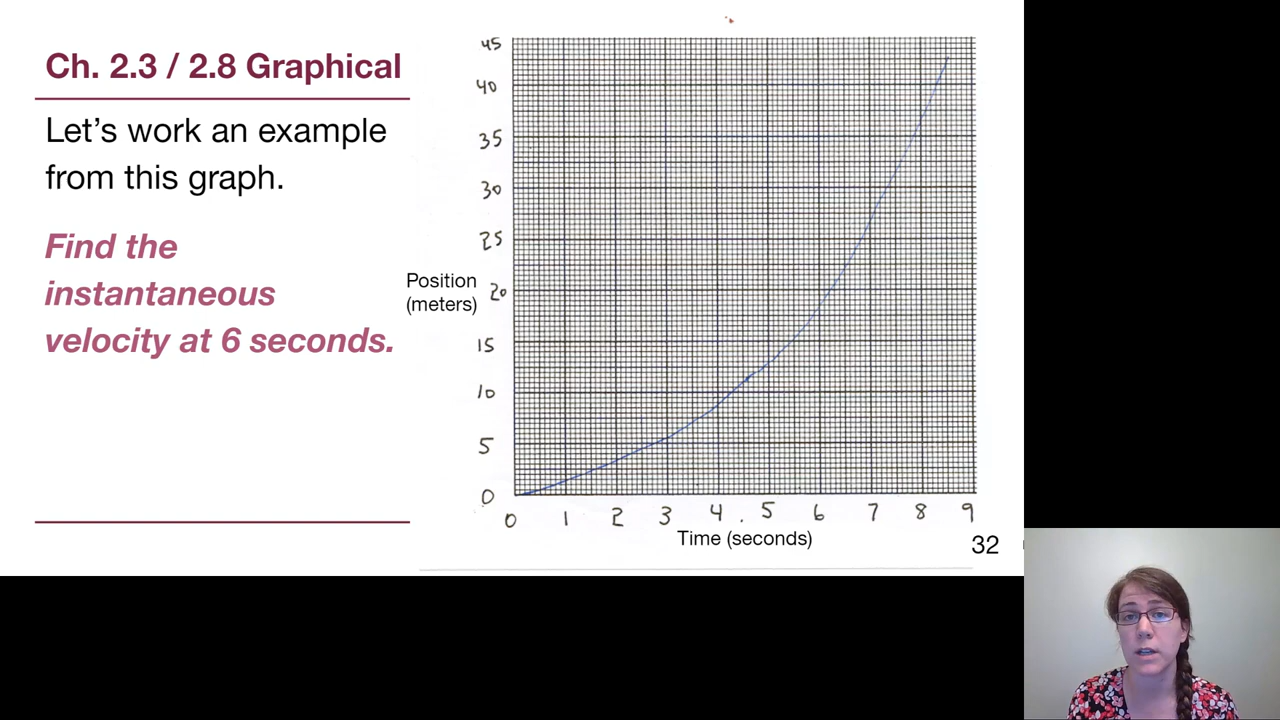 Ch. 2.3 / 2.8 Graphical
Let's work an example
from this graph.
Find the
instantaneous
velocity at 6 seconds.
Position
(meters)
45
40
35
30
25
20
15
10
5
0
0 1 2 3 4 5 6 7 8 9
Time (seconds)
32